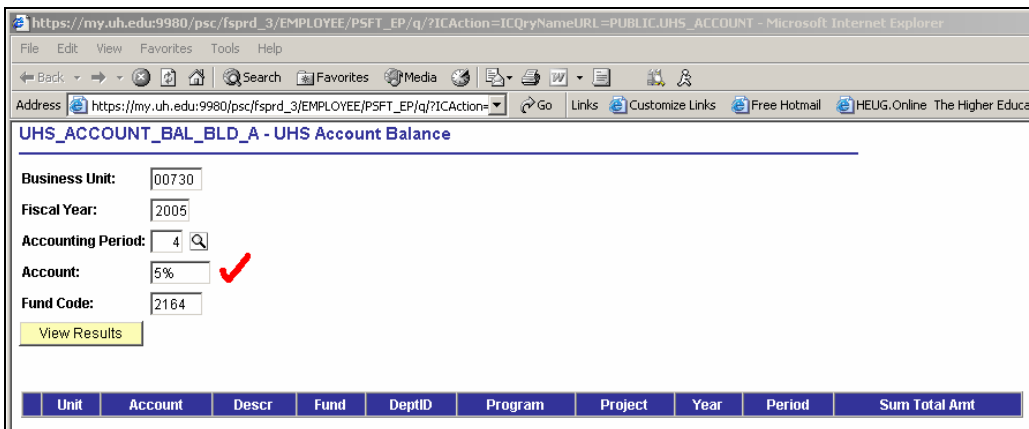 https://my.uh.edu:9980/psc/fsprd_3/EMPLOYEE/PSFT_EP/q/?ICAction=ICQryNameURL=PUBLIC.UHS_ACCOUNT - Microsoft Internet Explorer
File Edit View Favorites Tools Help
Back Search Favorites Media
Address https://my.uh.edu:9980/psc/fsprd_3/EMPLOYEE/PSFT_EP/q/?ICAction= Go Links Customize Links Free Hotmail HEUG.Online The Higher Educa
UHS_ACCOUNT_BAL_BLD_A - UHS Account Balance
Business Unit: 00730
Fiscal Year: 2005
Accounting Period: 4
Account: 5%
Fund Code: 2164
View Results
Unit Account Descr Fund DeptID Program Project Year Period Sum Total Amt